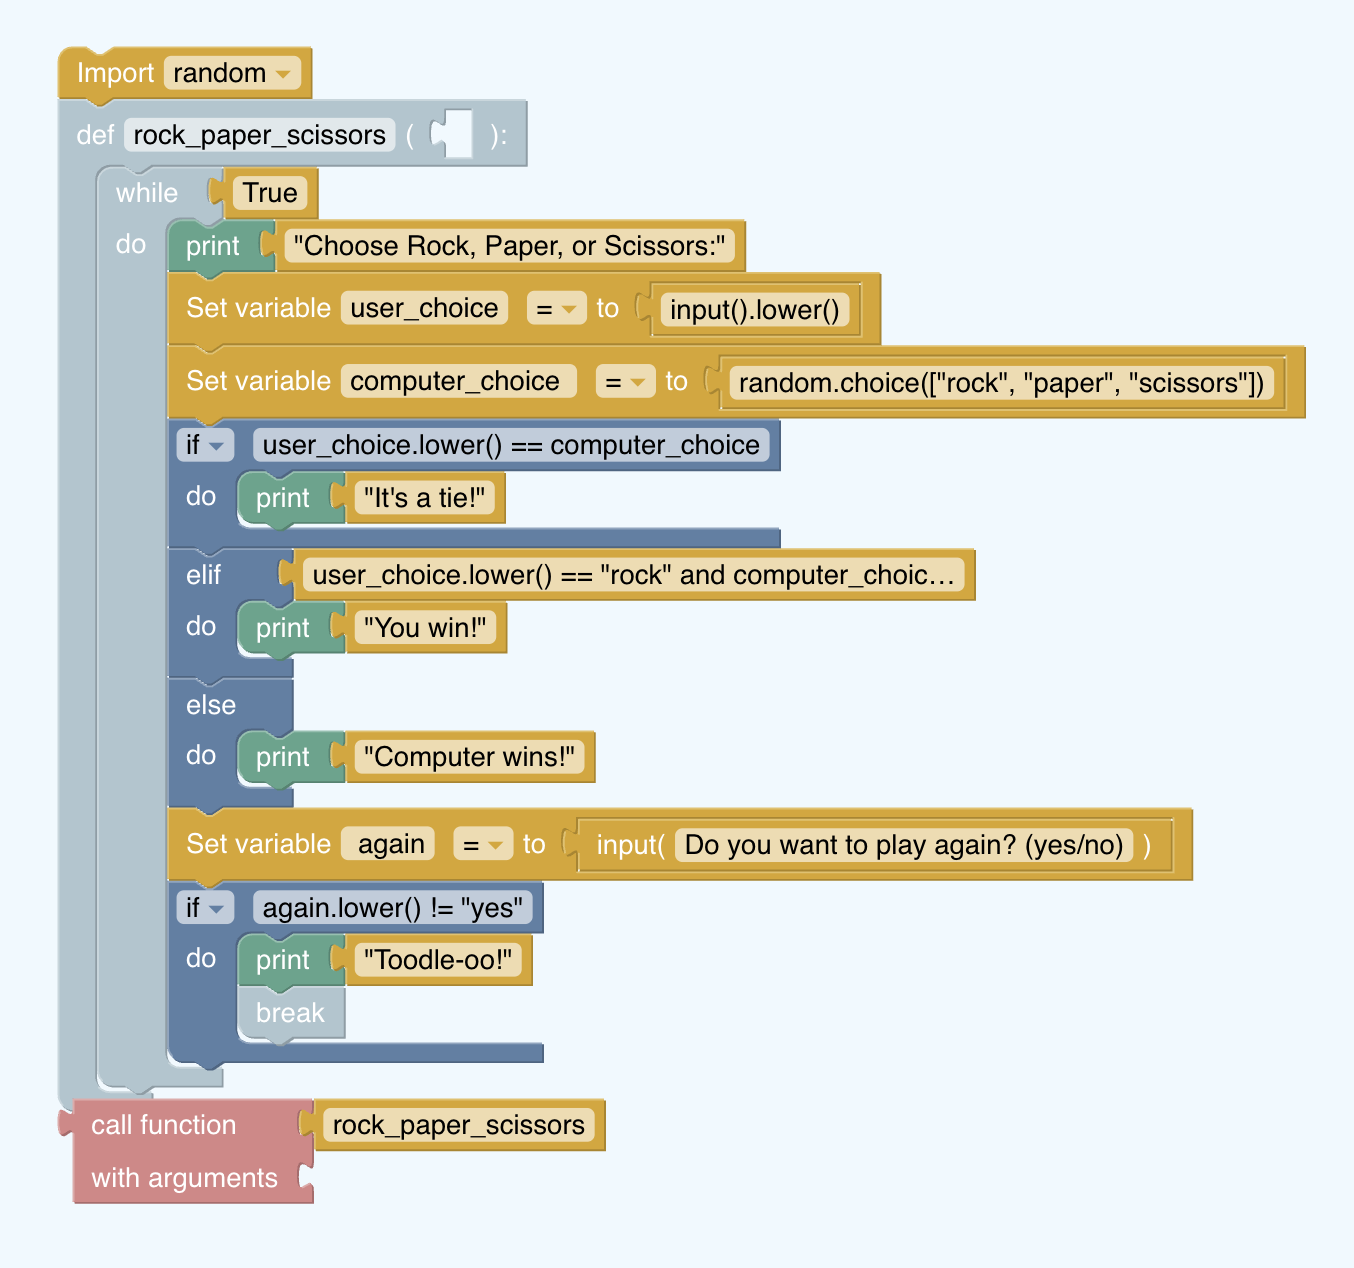 Import random
def rock_paper_scissors ( ):
while True
do print "Choose Rock, Paper, or Scissors:"
Set variable user_choice = to input().lower()
Set variable computer_choice = to random.choice(["rock", "paper", "scissors"])
if user_choice.lower() == computer_choice
do print "It's a tie!"
elif user_choice.lower() == "rock" and computer_choic…
do print "You win!"
else
do print "Computer wins!"
Set variable again = to input( Do you want to play again? (yes/no) )
if again.lower() != "yes"
do print "Toodle-oo!"
break
call function rock_paper_scissors
with arguments